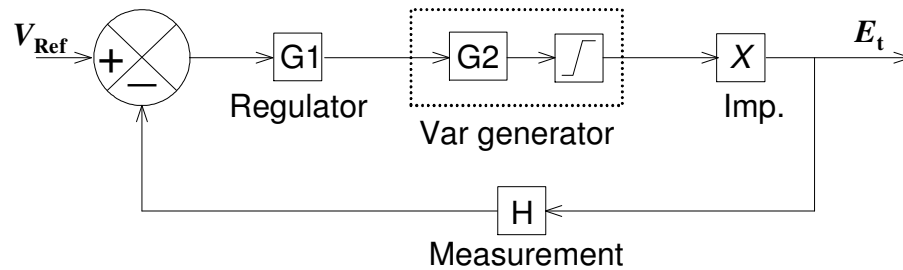 V_Ref
E_t
+
−
G1
G2
X
Regulator
Var generator
Imp.
H
Measurement